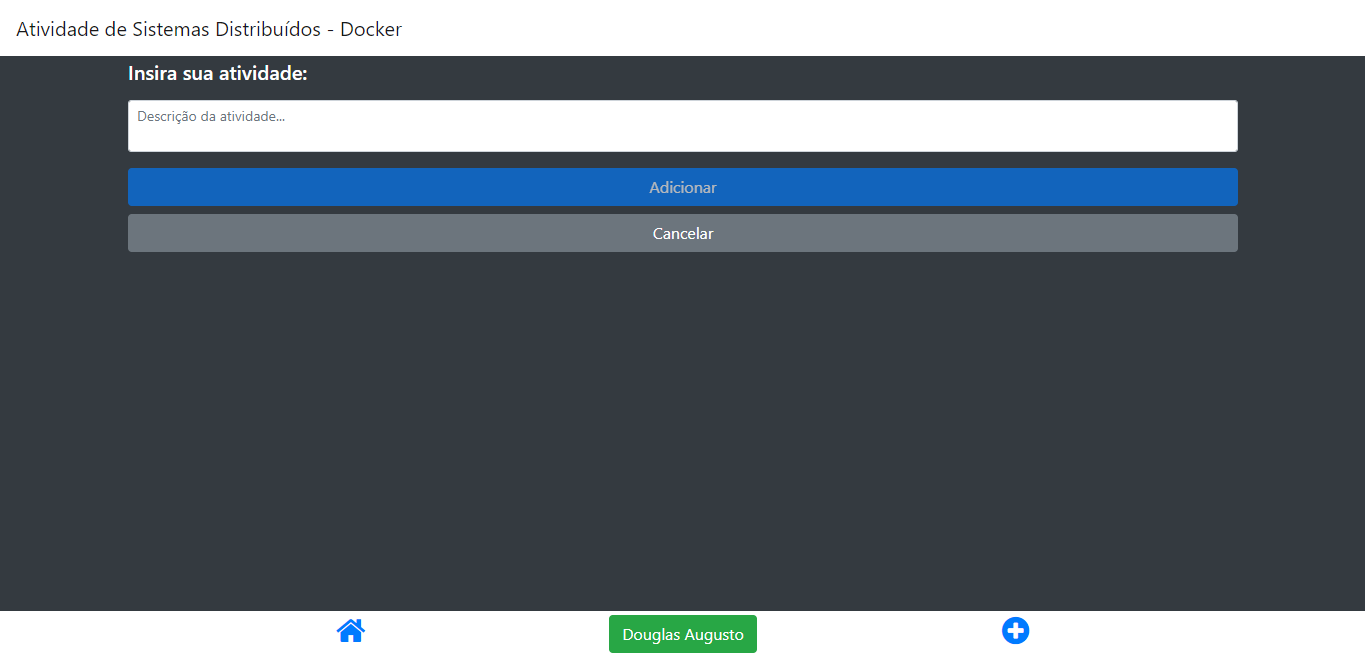 Atividade de Sistemas Distribuídos - Docker
Insira sua atividade:
Descrição da atividade...
Adicionar
Cancelar
Douglas Augusto